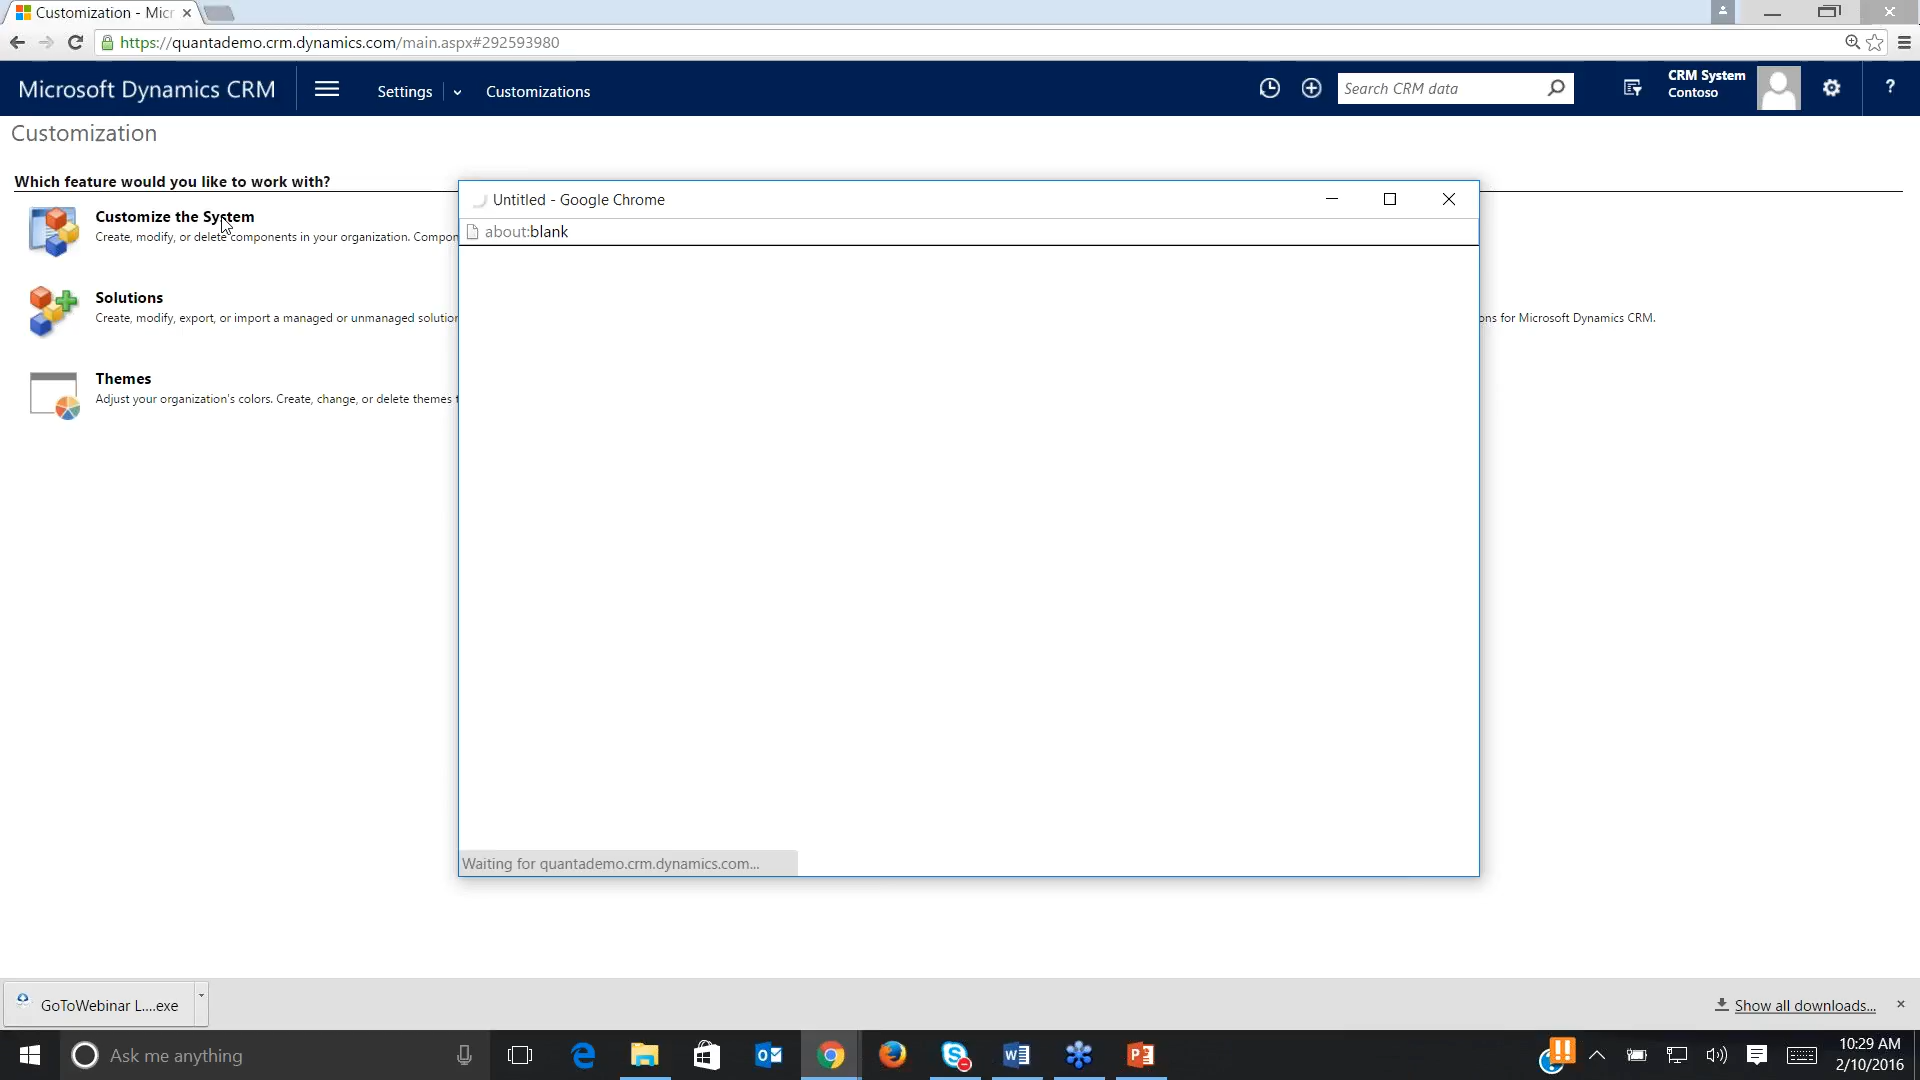 Customization - Micr
https://quantademo.crm.dynamics.com/main.aspx#292593980
Microsoft Dynamics CRM
Settings
Customizations
Search CRM data
CRM System
Contoso
?
Customization
Which feature would you like to work with?
Customize the System
Create, modify, or delete components in your organization. Compon
Solutions
Create, modify, export, or import a managed or unmanaged solution
ons for Microsoft Dynamics CRM.
Themes
Adjust your organization's colors. Create, change, or delete themes t
Untitled - Google Chrome
about:blank
Waiting for quantademo.crm.dynamics.com...
GoToWebinar L....exe
Show all downloads...
Ask me anything
10:29 AM
2/10/2016